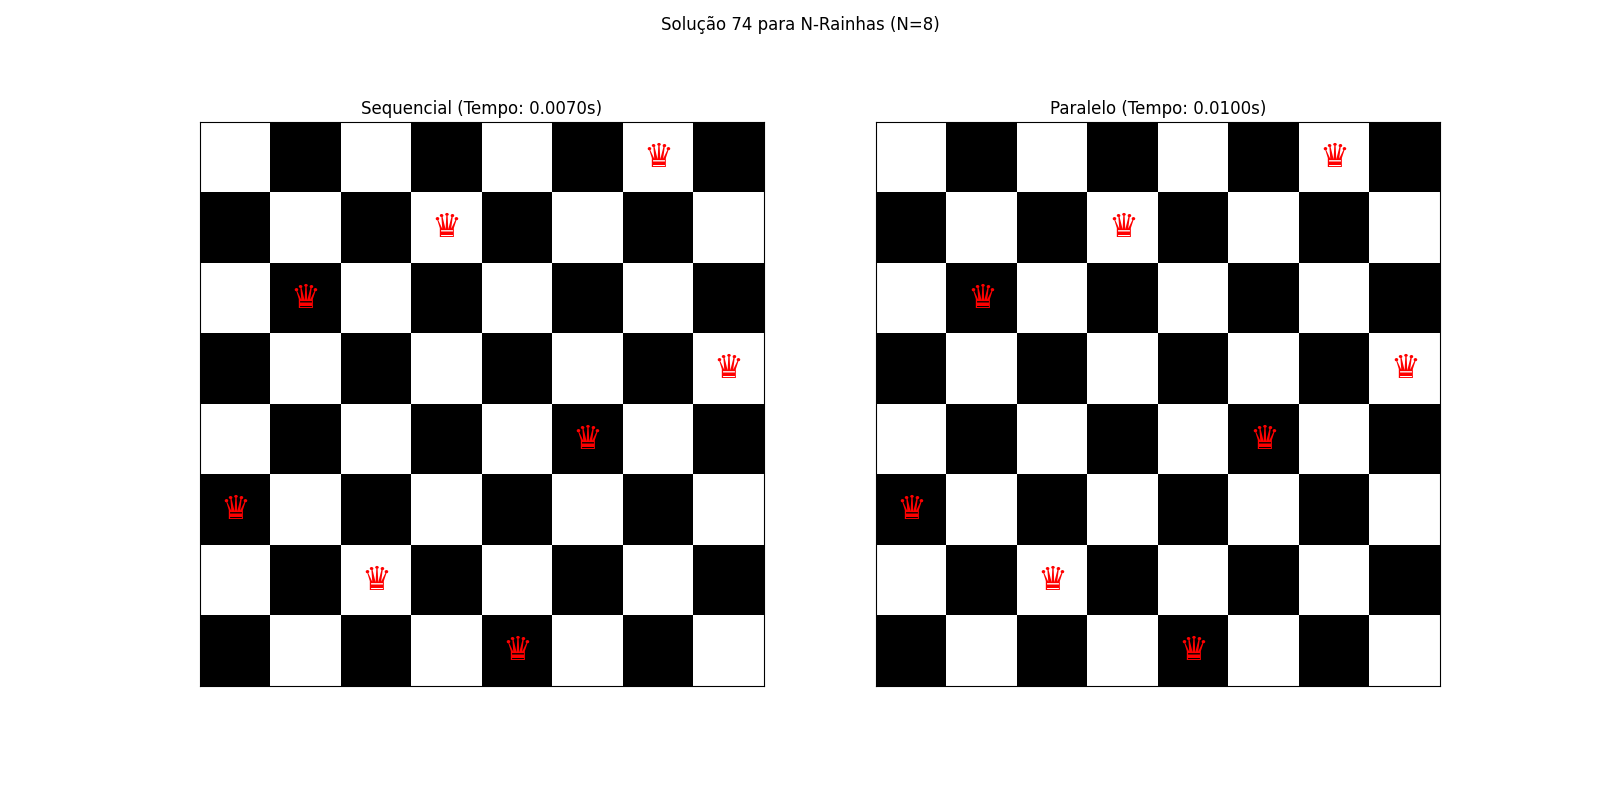 Solução 74 para N-Rainhas (N=8)
Sequencial (Tempo: 0.0070s)
Paralelo (Tempo: 0.0100s)